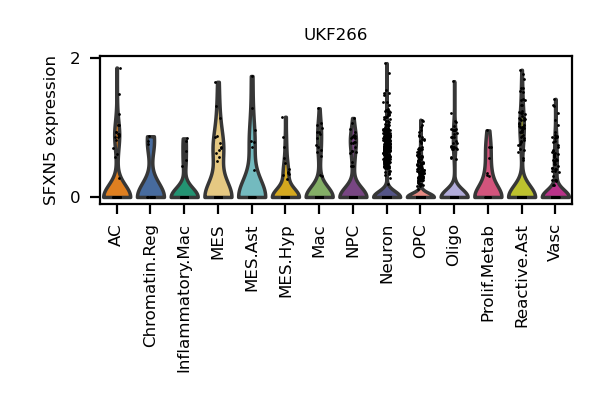 UKF266
SFXN5 expression
2
0
AC
Chromatin.Reg
Inflammatory.Mac
MES
MES.Ast
MES.Hyp
Mac
NPC
Neuron
OPC
Oligo
Prolif.Metab
Reactive.Ast
Vasc